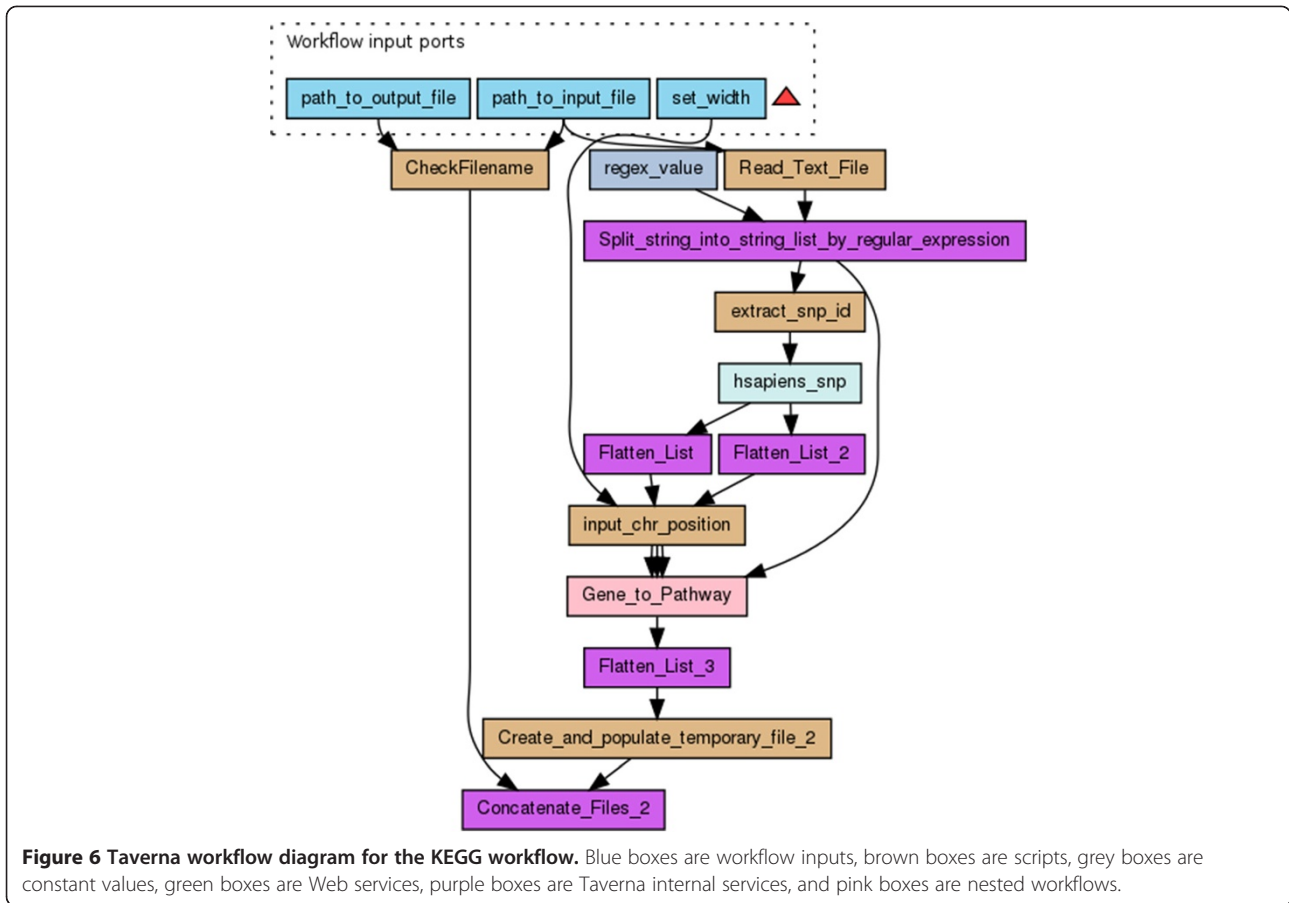 Workflow input ports
path_to_output_file
path_to_input_file
set_width
CheckFilename
regex_value
Read_Text_File
Split_string_into_string_list_by_regular_expression
extract_snp_id
hsapiens_snp
Flatten_List
Flatten_List_2
input_chr_position
Gene_to_Pathway
Flatten_List_3
Create_and_populate_temporary_file_2
Concatenate_Files_2
Figure 6 Taverna workflow diagram for the KEGG workflow. Blue boxes are workflow inputs, brown boxes are scripts, grey boxes are
constant values, green boxes are Web services, purple boxes are Taverna internal services, and pink boxes are nested workflows.